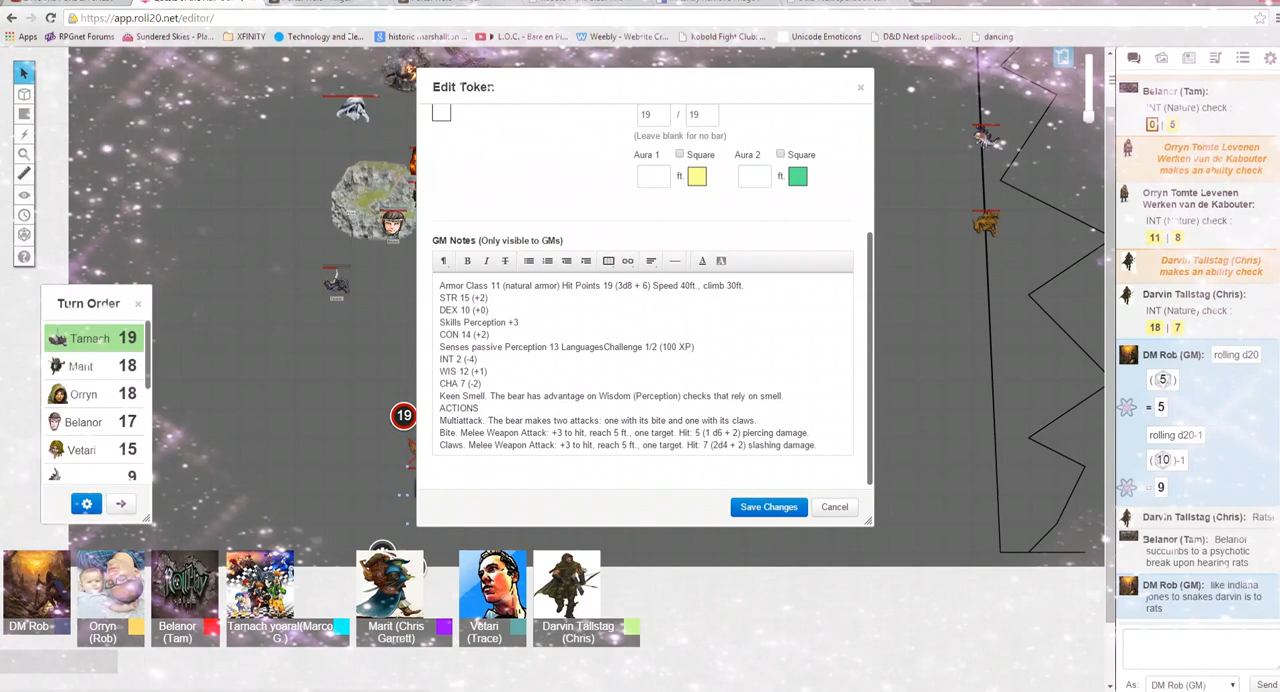 https://app.roll20.net/editor/
Apps
RPGnet Forums
Sundered Skies - Pla...
XFINITY
Technology and Ele...
historic marshallton ...
L.O.C. - Bare en Pi...
Weebly - Website Cr...
Kobold Fight Club: ...
Unicode Emoticons
D&D Next spellbook...
dancing
Edit Token
19 / 19
(Leave blank for no bar)
Aura 1 Square Aura 2 Square
ft. ft.
GM Notes (Only visible to GMs)
Armor Class 11 (natural armor) Hit Points 19 (3d8 + 6) Speed 40ft., climb 30ft.
STR 15 (+2)
DEX 10 (+0)
Skills Perception +3
CON 14 (+2)
Senses passive Perception 13 LanguagesChallenge 1/2 (100 XP)
INT 2 (-4)
WIS 12 (+1)
CHA 7 (-2)
Keen Smell. The bear has advantage on Wisdom (Perception) checks that rely on smell.
ACTIONS
Multiattack. The bear makes two attacks: one with its bite and one with its claws.
Bite. Melee Weapon Attack: +3 to hit, reach 5 ft., one target. Hit: 5 (1 d6 + 2) piercing damage.
Claws. Melee Weapon Attack: +3 to hit, reach 5 ft., one target. Hit: 7 (2d4 + 2) slashing damage.
Save Changes Cancel
Turn Order
Tarnach 19
Marit 18
Orryn 18
Belanor 17
Vetari 15
9
19
DM Rob
Orryn
(Rob)
Belanor
(Tam)
Tarnach yoaral(Marco
G.)
Marit (Chris
Garrett)
Vetari
(Trace)
Darvin Tallstag
(Chris)
Belanor (Tam):
INT (Nature) check :
0 | 5
Orryn Tomte Levenen
Werken van de Kabouter
makes an ability check
Orryn Tomte Levenen
Werken van de Kabouter:
INT (Nature) check :
11 | 8
Darvin Tallstag (Chris)
makes an ability check
Darvin Tallstag (Chris):
INT (Nature) check :
18 | 7
DM Rob (GM): rolling d20
(5)
= 5
rolling d20-1
(10)-1
= 9
Darvin Tallstag (Chris): Rats
Belanor (Tam): Belanor
succumbs to a psychotic
break upon hearing rats
DM Rob (GM): like indiana
jones to snakes darvin is to
rats
As: DM Rob (GM) Send